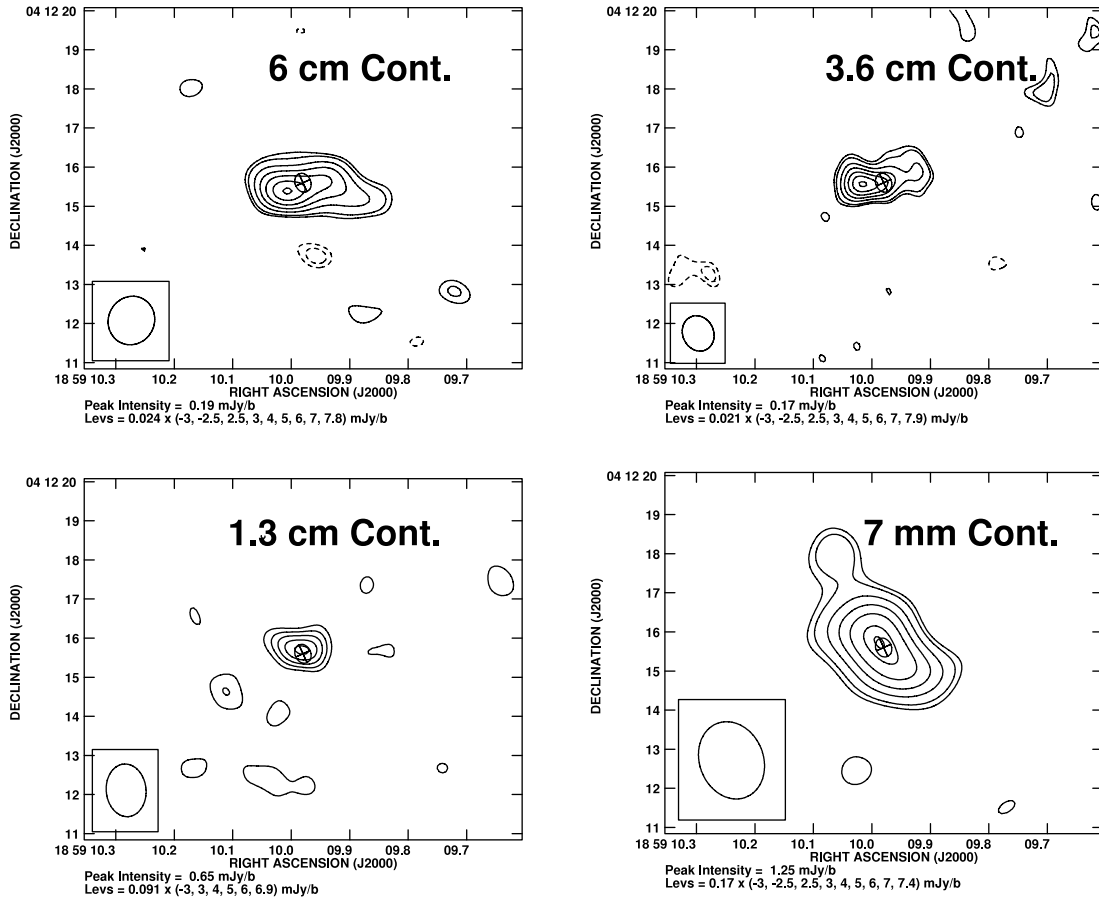 04 12 20
19
18
17
16
15
14
13
12
11
DECLINATION (J2000)
6 cm Cont.
18 59 10.3
10.2
10.1
10.0
09.9
09.8
09.7
RIGHT ASCENSION (J2000)
Peak Intensity = 0.19 mJy/b
Levs = 0.024 x (-3, -2.5, 2.5, 3, 4, 5, 6, 7, 7.8) mJy/b
04 12 20
19
18
17
16
15
14
13
12
11
DECLINATION (J2000)
3.6 cm Cont.
18 59 10.3
10.2
10.1
10.0
09.9
09.8
09.7
RIGHT ASCENSION (J2000)
Peak Intensity = 0.17 mJy/b
Levs = 0.021 x (-3, -2.5, 2.5, 3, 4, 5, 6, 7, 7.9) mJy/b
04 12 20
19
18
17
16
15
14
13
12
11
DECLINATION (J2000)
1.3 cm Cont.
18 59 10.3
10.2
10.1
10.0
09.9
09.8
09.7
RIGHT ASCENSION (J2000)
Peak Intensity = 0.65 mJy/b
Levs = 0.091 x (-3, 3, 4, 5, 6, 6.9) mJy/b
04 12 20
19
18
17
16
15
14
13
12
11
DECLINATION (J2000)
7 mm Cont.
18 59 10.3
10.2
10.1
10.0
09.9
09.8
09.7
RIGHT ASCENSION (J2000)
Peak Intensity = 1.25 mJy/b
Levs = 0.17 x (-3, -2.5, 2.5, 3, 4, 5, 6, 7, 7.4) mJy/b